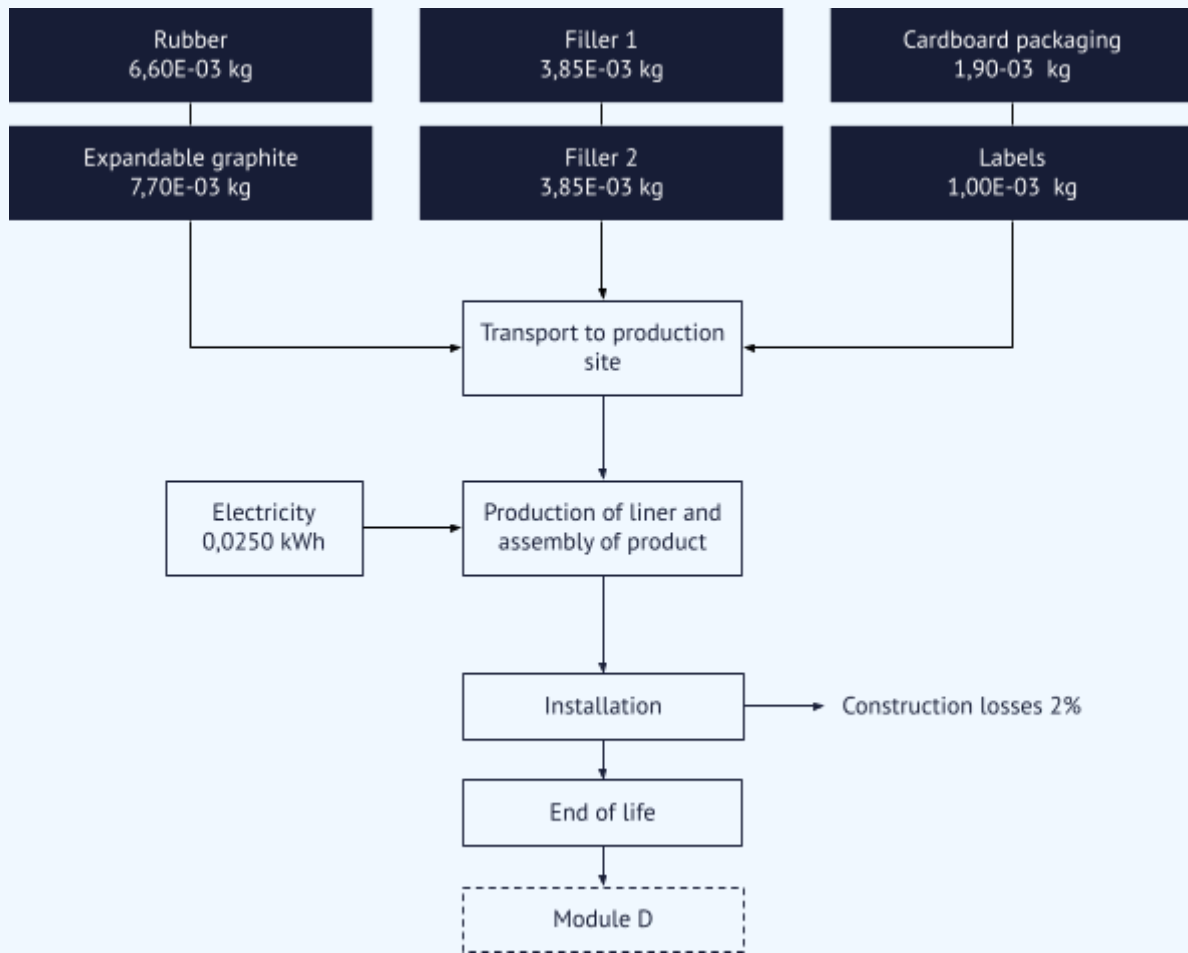 Rubber
6,60E-03 kg
Filler 1
3,85E-03 kg
Cardboard packaging
1,90-03 kg
Expandable graphite
7,70E-03 kg
Filler 2
3,85E-03 kg
Labels
1,00E-03 kg
Transport to production
site
Electricity
0,0250 kWh
Production of liner and
assembly of product
Installation
Construction losses 2%
End of life
Module D